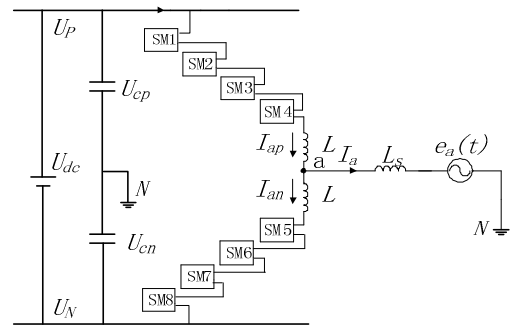 U_P
SM1
SM2
U_cp
SM3
SM4
I_ap
L
a
I_a
L_s
e_a(t)
U_dc
N
I_an
L
N
SM5
U_cn
SM6
SM7
SM8
U_N